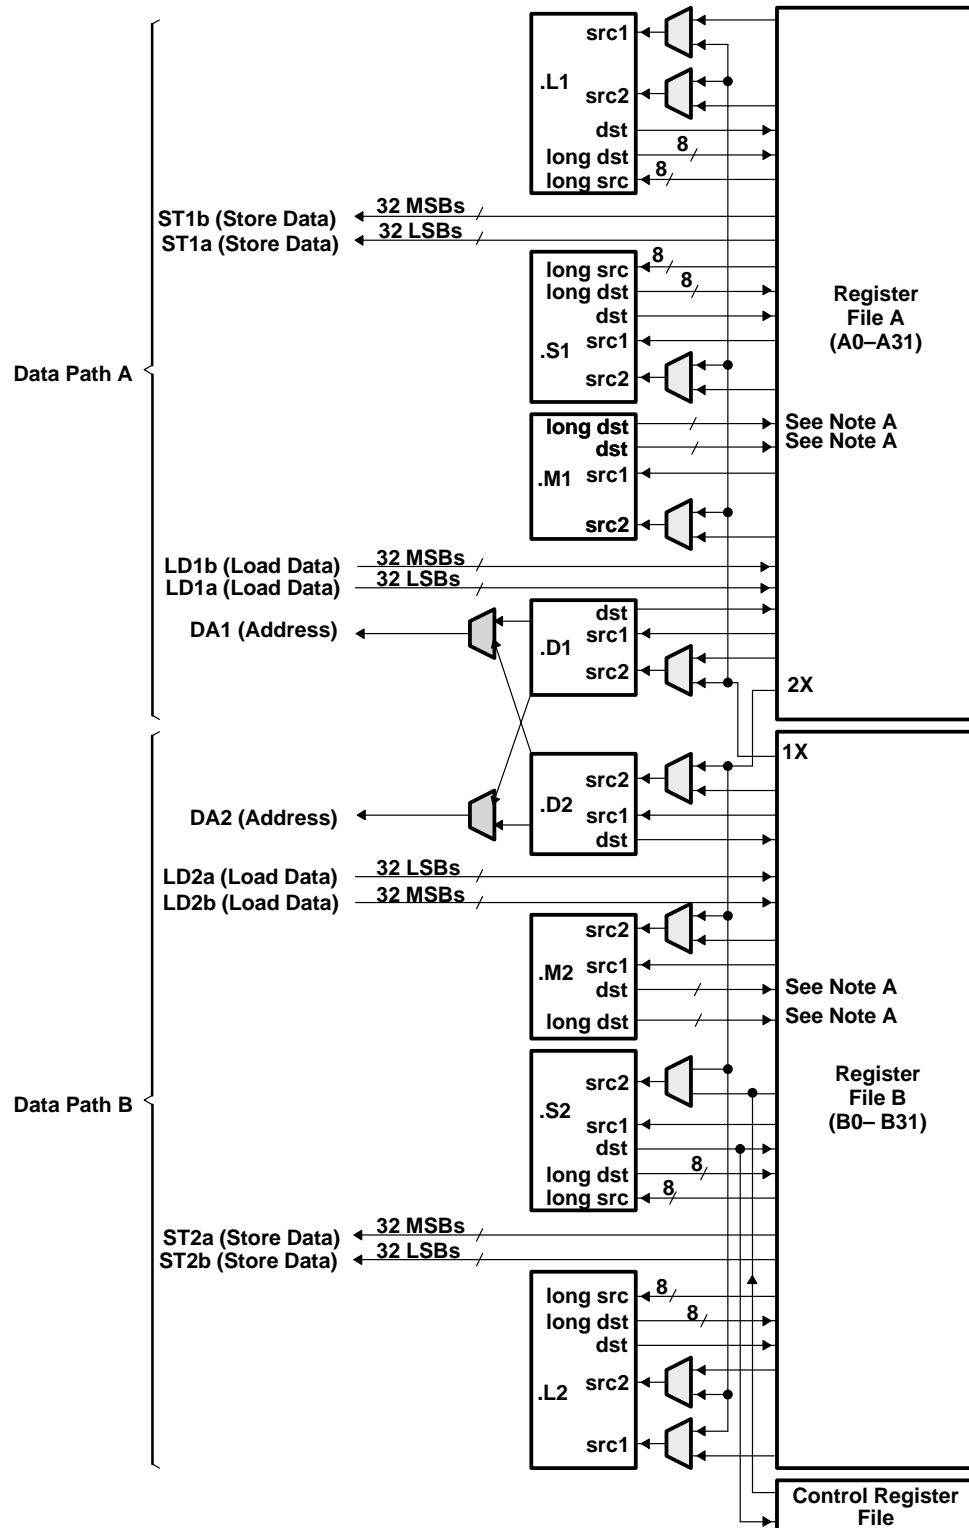 src1
.L1
src2
dst
8
long dst
8
long src
32 MSBs
ST1b (Store Data)
32 LSBs
ST1a (Store Data)
8
long src
8
long dst
dst
.S1
src1
src2
Register
File A
(A0–A31)
Data Path A
long dst
See Note A
dst
See Note A
.M1
src1
src2
32 MSBs
LD1b (Load Data)
32 LSBs
LD1a (Load Data)
DA1 (Address)
dst
src1
.D1
src2
2X
1X
src2
.D2
src1
dst
DA2 (Address)
32 LSBs
LD2a (Load Data)
32 MSBs
LD2b (Load Data)
src2
src1
.M2
dst
See Note A
long dst
See Note A
src2
.S2
src1
dst
8
long dst
8
long src
Register
File B
(B0– B31)
Data Path B
32 MSBs
ST2a (Store Data)
32 LSBs
ST2b (Store Data)
8
long src
8
long dst
dst
.L2
src2
src1
Control Register
File